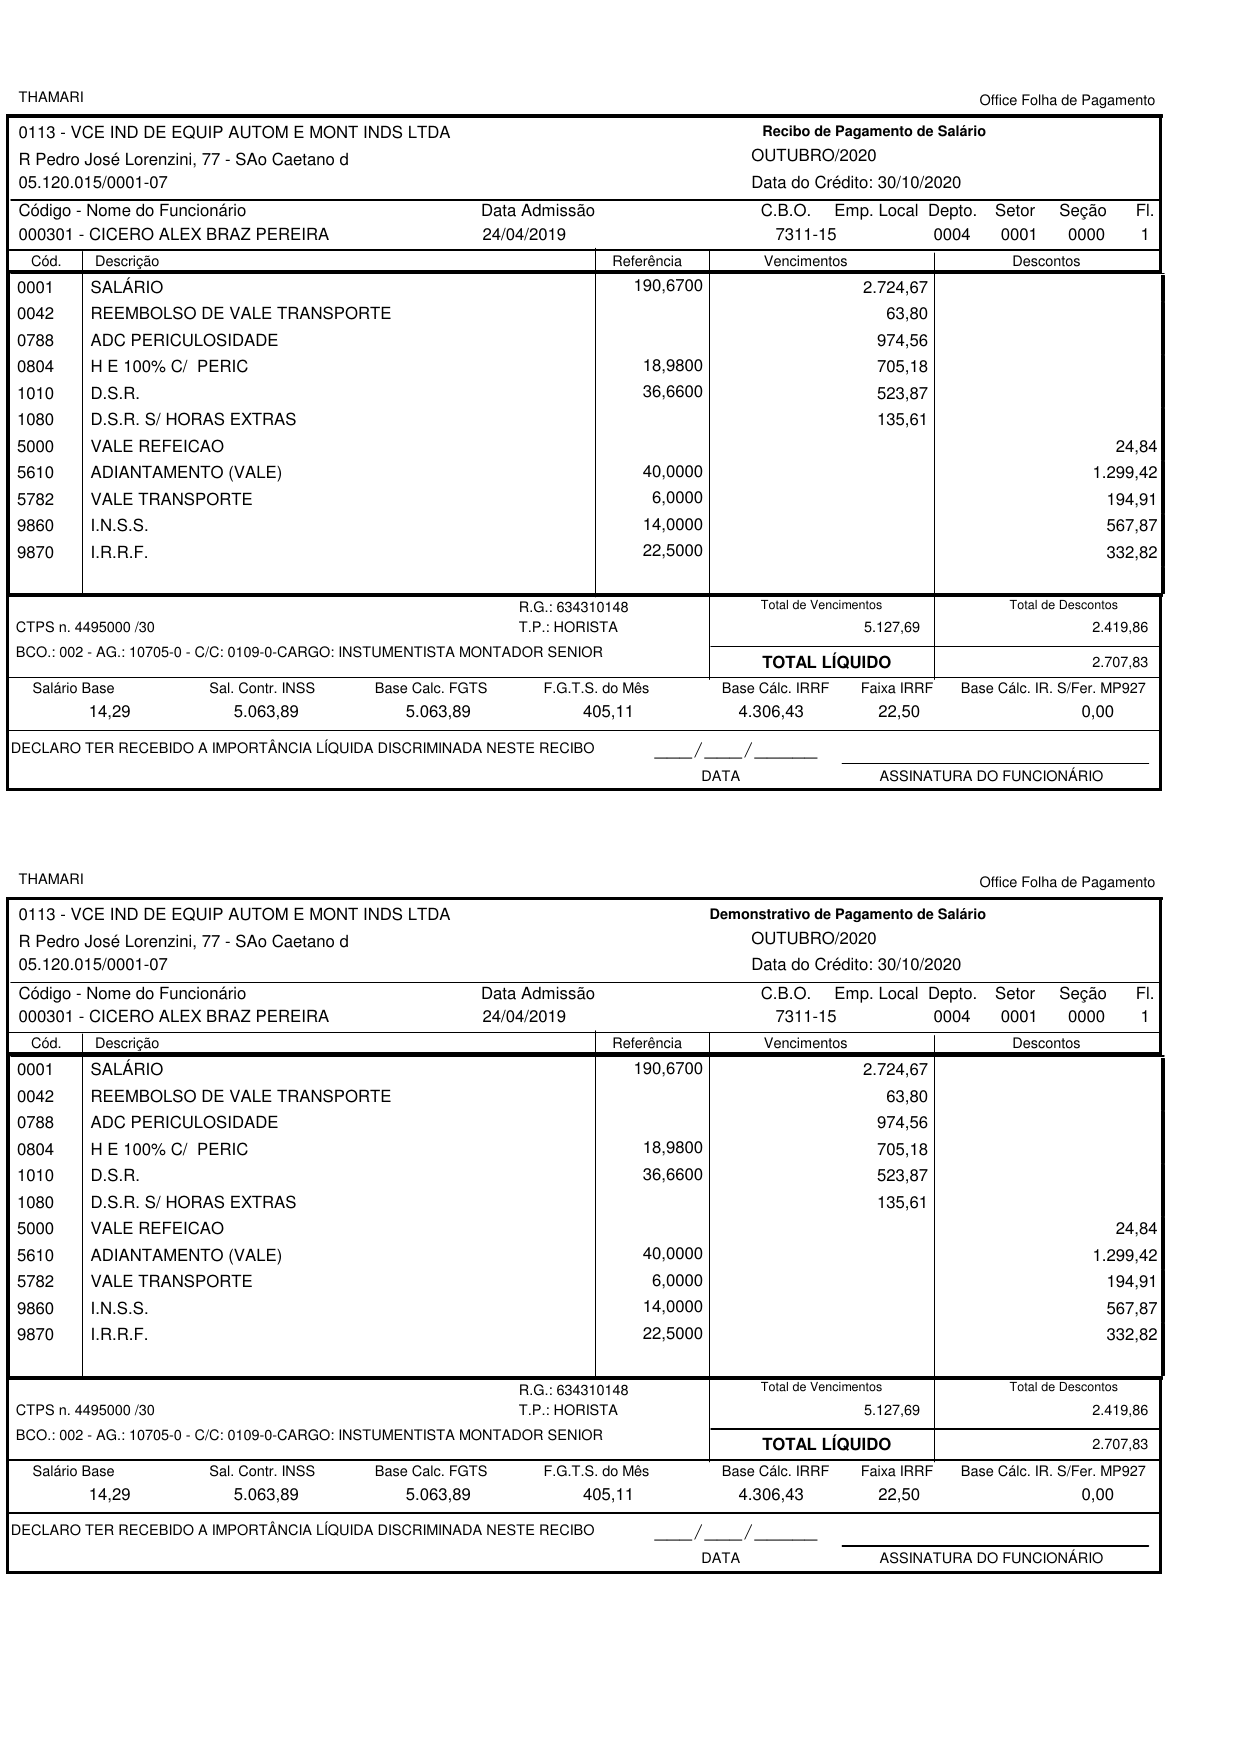 THAMARI
Office Folha de Pagamento
0113 - VCE IND DE EQUIP AUTOM E MONT INDS LTDA Recibo de Pagamento de Salário
R Pedro José Lorenzini, 77 - SAo Caetano d OUTUBRO/2020
05.120.015/0001-07 Data do Crédito: 30/10/2020
Código - Nome do Funcionário Data Admissão C.B.O. Emp. Local Depto. Setor Seção Fl.
000301 - CICERO ALEX BRAZ PEREIRA 24/04/2019 7311-15 0004 0001 0000 1
Cód. Descrição Referência Vencimentos Descontos
0001 SALÁRIO 190,6700 2.724,67
0042 REEMBOLSO DE VALE TRANSPORTE 63,80
0788 ADC PERICULOSIDADE 974,56
0804 H E 100% C/ PERIC 18,9800 705,18
1010 D.S.R. 36,6600 523,87
1080 D.S.R. S/ HORAS EXTRAS 135,61
5000 VALE REFEICAO 24,84
5610 ADIANTAMENTO (VALE) 40,0000 1.299,42
5782 VALE TRANSPORTE 6,0000 194,91
9860 I.N.S.S. 14,0000 567,87
9870 I.R.R.F. 22,5000 332,82
R.G.: 634310148 Total de Vencimentos Total de Descontos
CTPS n. 4495000 /30 T.P.: HORISTA 5.127,69 2.419,86
BCO.: 002 - AG.: 10705-0 - C/C: 0109-0-CARGO: INSTUMENTISTA MONTADOR SENIOR
TOTAL LÍQUIDO 2.707,83
Salário Base Sal. Contr. INSS Base Calc. FGTS F.G.T.S. do Mês Base Cálc. IRRF Faixa IRRF Base Cálc. IR. S/Fer. MP927
14,29 5.063,89 5.063,89 405,11 4.306,43 22,50 0,00
DECLARO TER RECEBIDO A IMPORTÂNCIA LÍQUIDA DISCRIMINADA NESTE RECIBO ____/____/______
DATA ASSINATURA DO FUNCIONÁRIO
THAMARI
Office Folha de Pagamento
0113 - VCE IND DE EQUIP AUTOM E MONT INDS LTDA Demonstrativo de Pagamento de Salário
R Pedro José Lorenzini, 77 - SAo Caetano d OUTUBRO/2020
05.120.015/0001-07 Data do Crédito: 30/10/2020
Código - Nome do Funcionário Data Admissão C.B.O. Emp. Local Depto. Setor Seção Fl.
000301 - CICERO ALEX BRAZ PEREIRA 24/04/2019 7311-15 0004 0001 0000 1
Cód. Descrição Referência Vencimentos Descontos
0001 SALÁRIO 190,6700 2.724,67
0042 REEMBOLSO DE VALE TRANSPORTE 63,80
0788 ADC PERICULOSIDADE 974,56
0804 H E 100% C/ PERIC 18,9800 705,18
1010 D.S.R. 36,6600 523,87
1080 D.S.R. S/ HORAS EXTRAS 135,61
5000 VALE REFEICAO 24,84
5610 ADIANTAMENTO (VALE) 40,0000 1.299,42
5782 VALE TRANSPORTE 6,0000 194,91
9860 I.N.S.S. 14,0000 567,87
9870 I.R.R.F. 22,5000 332,82
R.G.: 634310148 Total de Vencimentos Total de Descontos
CTPS n. 4495000 /30 T.P.: HORISTA 5.127,69 2.419,86
BCO.: 002 - AG.: 10705-0 - C/C: 0109-0-CARGO: INSTUMENTISTA MONTADOR SENIOR
TOTAL LÍQUIDO 2.707,83
Salário Base Sal. Contr. INSS Base Calc. FGTS F.G.T.S. do Mês Base Cálc. IRRF Faixa IRRF Base Cálc. IR. S/Fer. MP927
14,29 5.063,89 5.063,89 405,11 4.306,43 22,50 0,00
DECLARO TER RECEBIDO A IMPORTÂNCIA LÍQUIDA DISCRIMINADA NESTE RECIBO ____/____/______
DATA ASSINATURA DO FUNCIONÁRIO